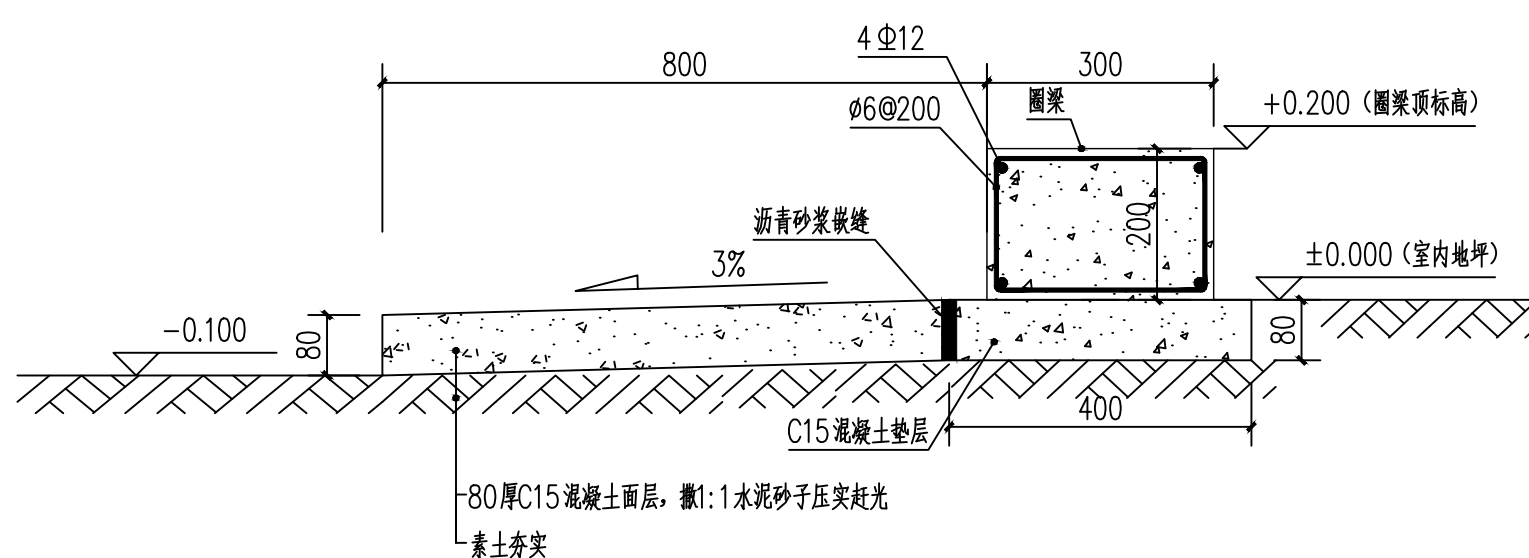 4Φ12
800
300
ø6@200
圈梁
+0.200（圈梁顶标高）
沥青砂浆嵌缝
200
3%
±0.000（室内地坪）
-0.100
80
80
C15混凝土垫层
400
80厚C15混凝土面层，撒1:1水泥砂子压实赶光
素土夯实